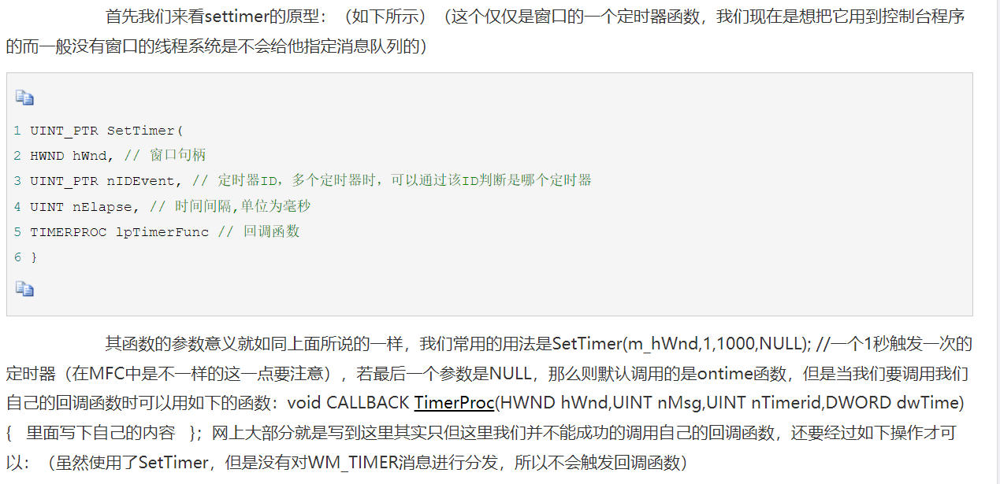 首先我们来看settimer的原型：（如下所示）（这个仅仅是窗口的一个定时器函数，我们现在是想把它用到控制台程序
的而一般没有窗口的线程系统是不会给他指定消息队列的）
1 UINT_PTR SetTimer(
2 HWND hWnd, // 窗口句柄
3 UINT_PTR nIDEvent, // 定时器ID，多个定时器时，可以通过该ID判断是哪个定时器
4 UINT nElapse, // 时间间隔,单位为毫秒
5 TIMERPROC lpTimerFunc // 回调函数
6 }
其函数的参数意义就如同上面所说的一样，我们常用的用法是SetTimer(m_hWnd,1,1000,NULL); //一个1秒触发一次的
定时器（在MFC中是不一样的这一点要注意），若最后一个参数是NULL，那么则默认调用的是ontime函数，但是当我们要调用我们
自己的回调函数时可以用如下的函数：void CALLBACK TimerProc(HWND hWnd,UINT nMsg,UINT nTimerid,DWORD dwTime)
{ 里面写下自己的内容 }；网上大部分就是写到这里其实只但这里我们并不能成功的调用自己的回调函数，还要经过如下操作才可
以：（虽然使用了SetTimer，但是没有对WM_TIMER消息进行分发，所以不会触发回调函数）